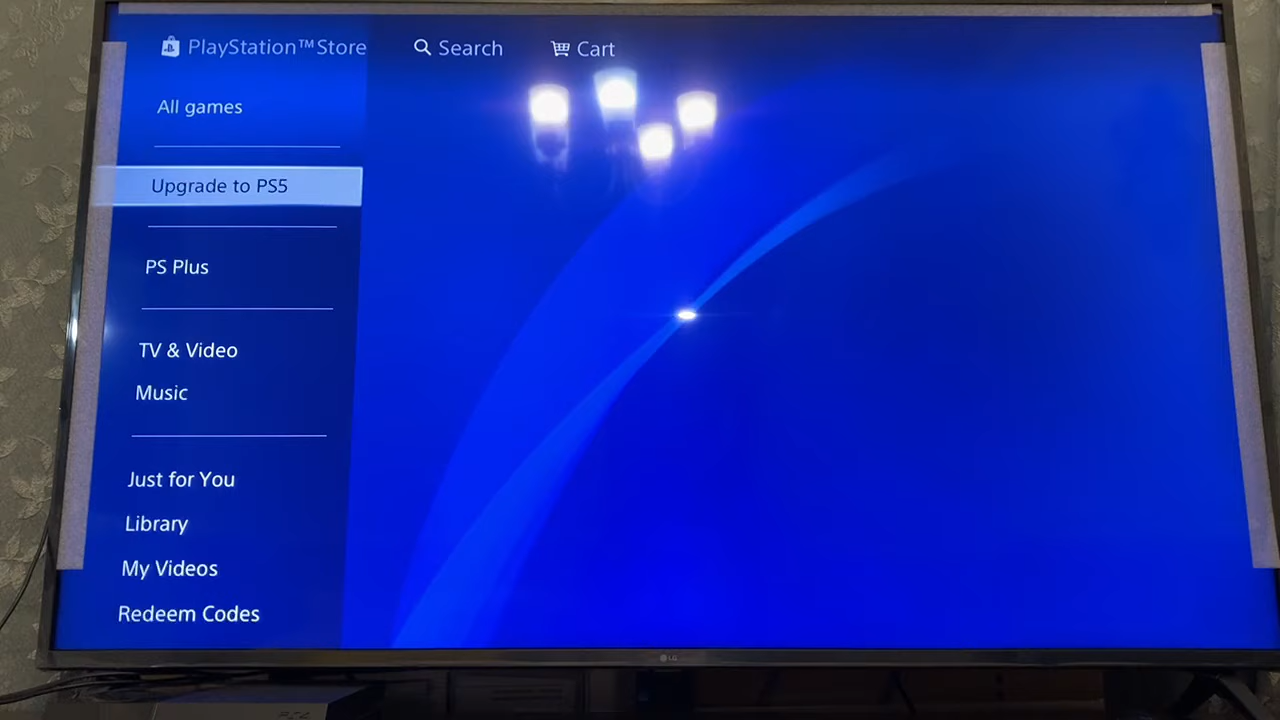 PlayStation™Store
Search
Cart
All games
Upgrade to PS5
PS Plus
TV & Video
Music
Just for You
Library
My Videos
Redeem Codes
LG